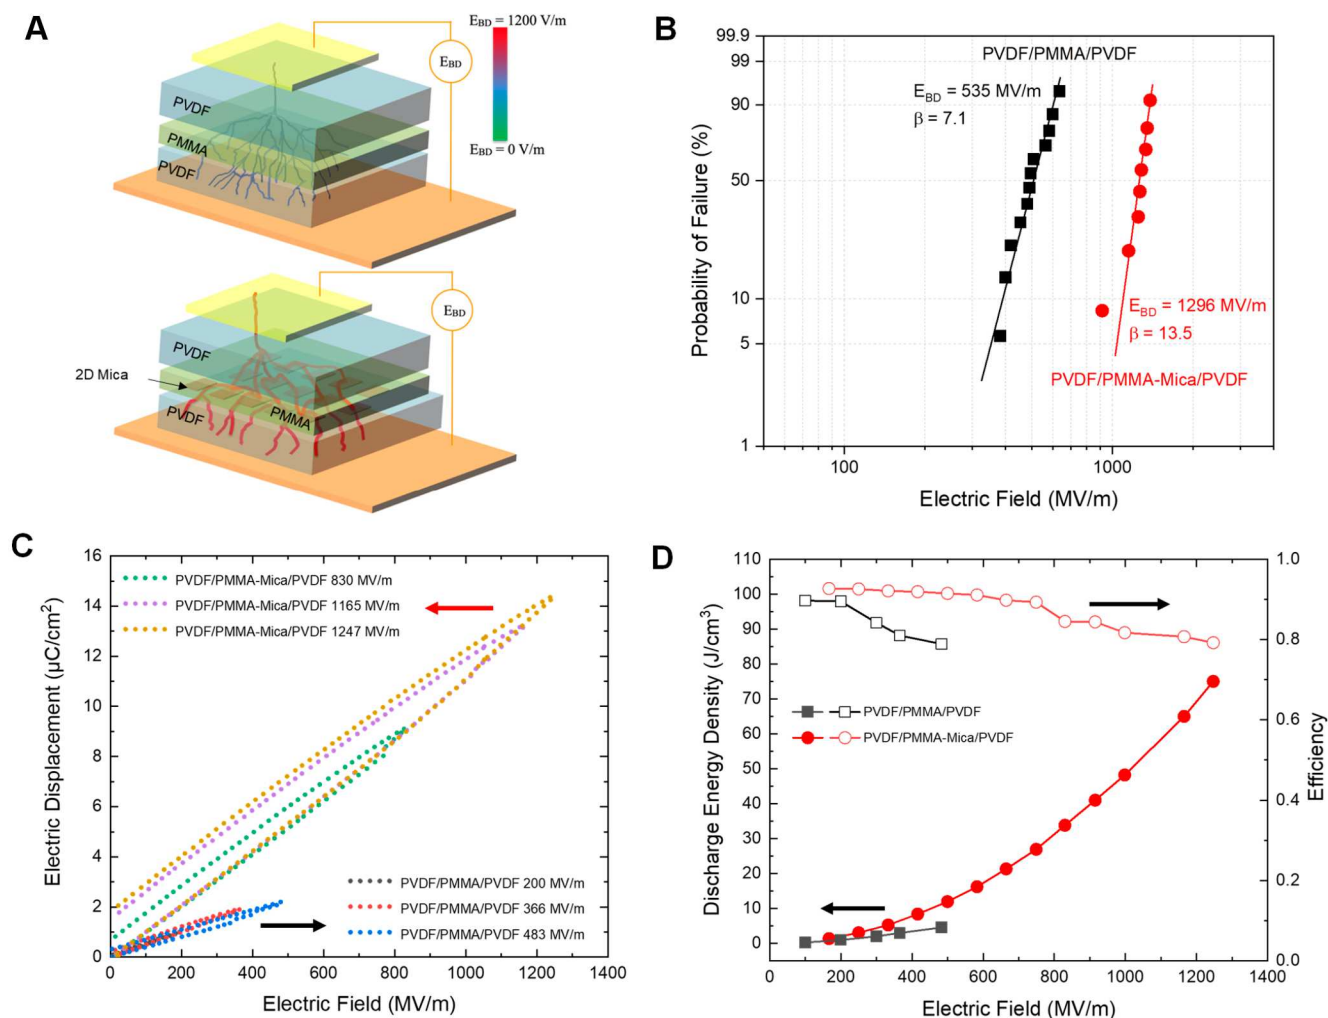 A
E_BD = 1200 V/m
E_BD
PVDF
PMMA
PVDF
E_BD = 0 V/m
E_BD
PVDF
2D Mica
PMMA
PVDF
B
99.9
99
90
50
10
5
1
Probability of Failure (%)
PVDF/PMMA/PVDF
E_BD = 535 MV/m
β = 7.1
E_BD = 1296 MV/m
β = 13.5
PVDF/PMMA-Mica/PVDF
100
1000
Electric Field (MV/m)
C
16
14
12
10
8
6
4
2
0
Electric Displacement (μC/cm²)
PVDF/PMMA-Mica/PVDF 830 MV/m
PVDF/PMMA-Mica/PVDF 1165 MV/m
PVDF/PMMA-Mica/PVDF 1247 MV/m
PVDF/PMMA/PVDF 200 MV/m
PVDF/PMMA/PVDF 366 MV/m
PVDF/PMMA/PVDF 483 MV/m
0 200 400 600 800 1000 1200 1400
Electric Field (MV/m)
D
110
100
90
80
70
60
50
40
30
20
10
0
Discharge Energy Density (J/cm³)
PVDF/PMMA/PVDF
PVDF/PMMA-Mica/PVDF
1.0
0.8
0.6
0.4
0.2
0.0
Efficiency
0 200 400 600 800 1000 1200 1400
Electric Field (MV/m)